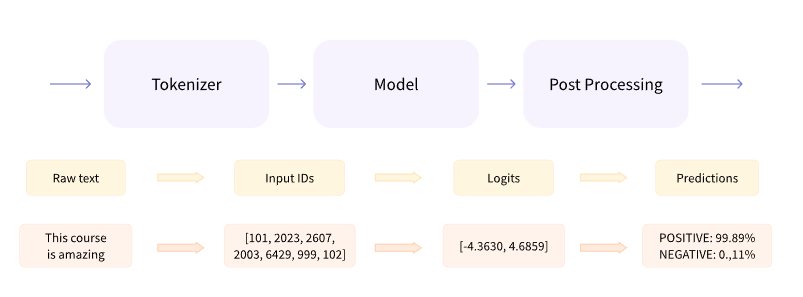 Tokenizer
Model
Post Processing
Raw text
Input IDs
Logits
Predictions
This course
is amazing
[101, 2023, 2607,
2003, 6429, 999, 102]
[-4.3630, 4.6859]
POSITIVE: 99.89%
NEGATIVE: 0.,11%